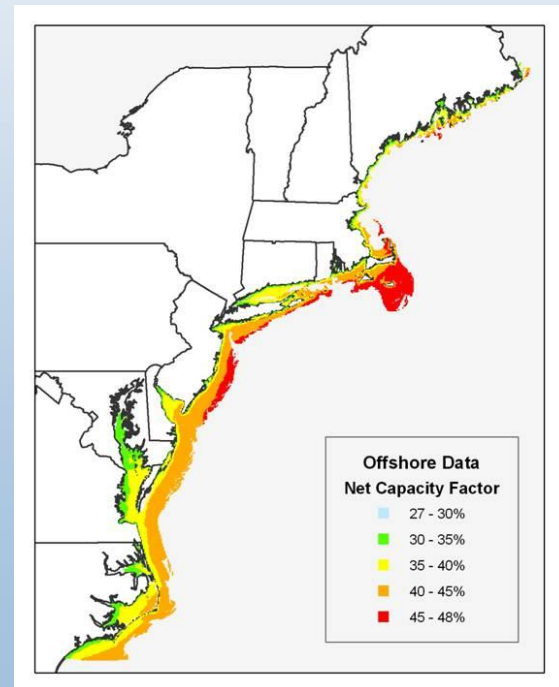 Offshore Data
Net Capacity Factor
27 - 30%
30 - 35%
35 - 40%
40 - 45%
45 - 48%